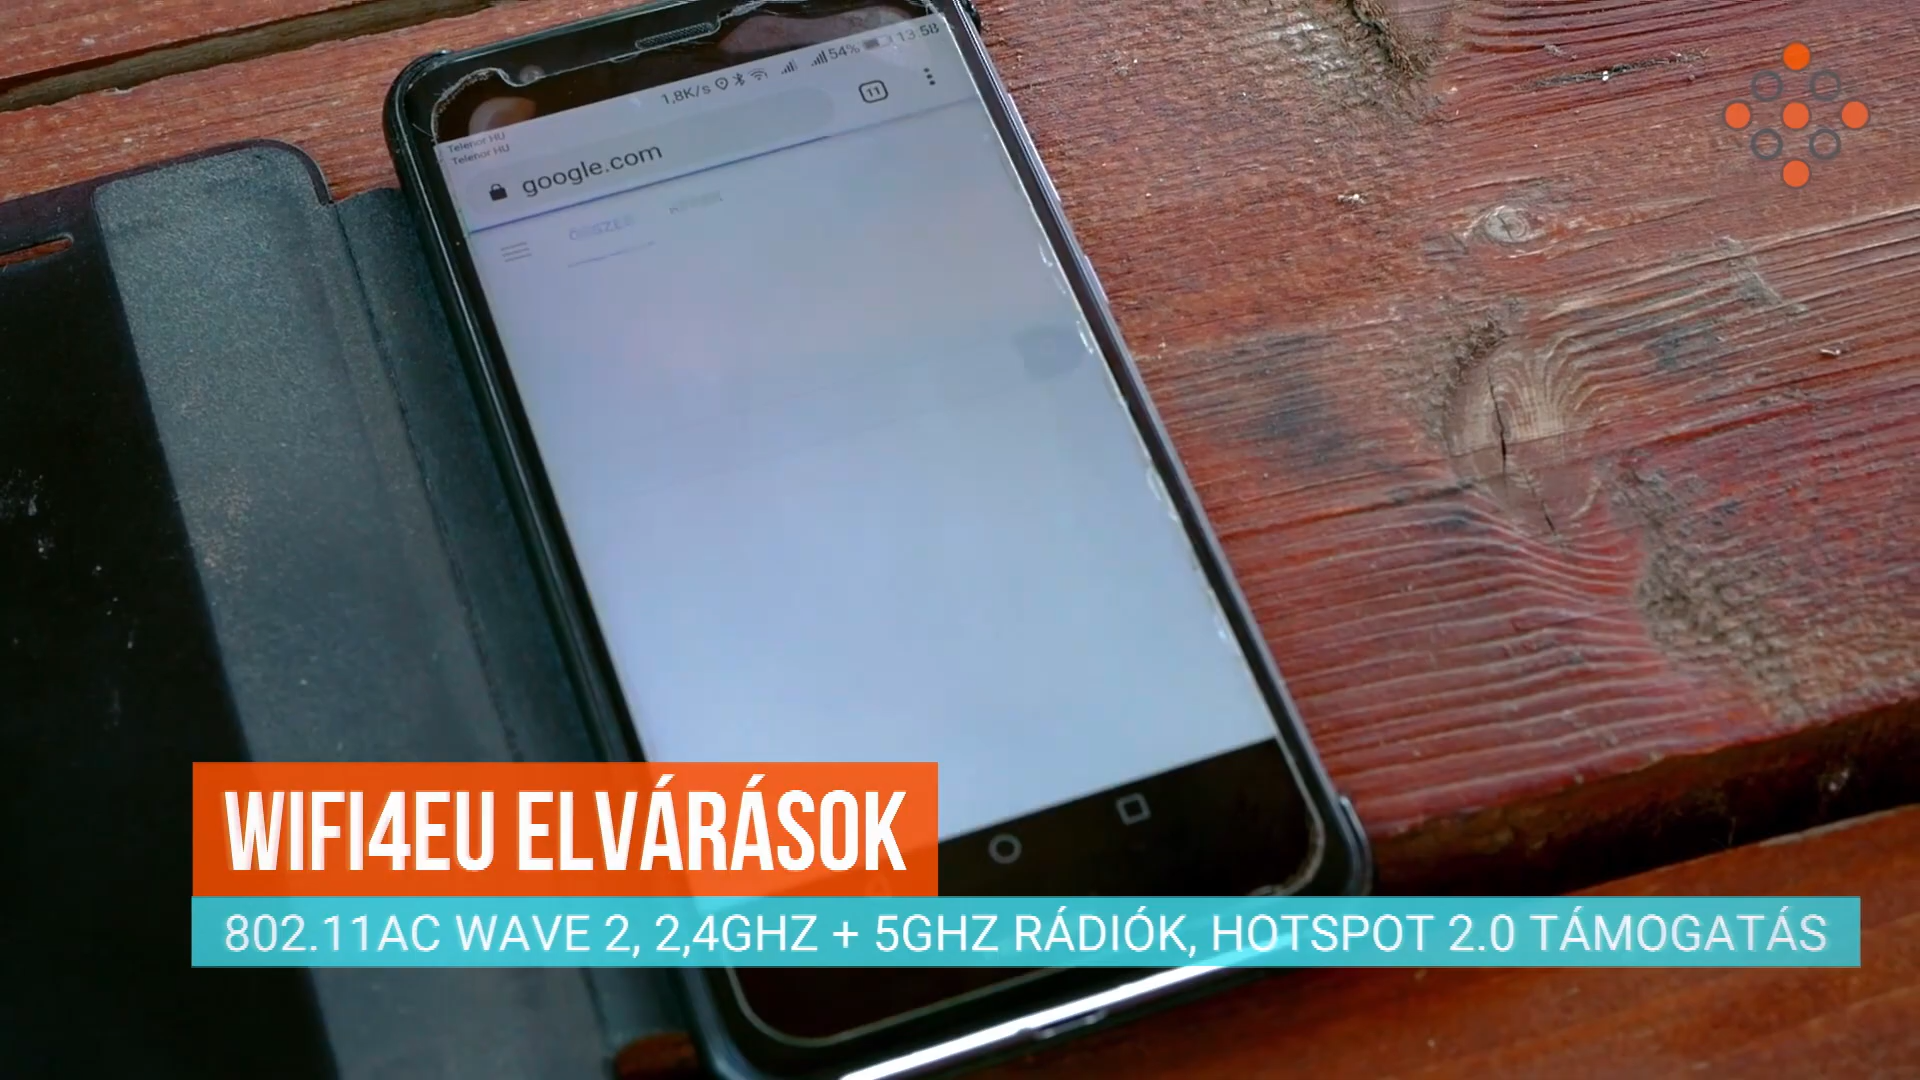 1,8K/s 54% 13:58
Telenor HU
Telenor HU
google.com
11
WIFI4EU ELVÁRÁSOK
802.11AC WAVE 2, 2,4GHZ + 5GHZ RÁDIÓK, HOTSPOT 2.0 TÁMOGATÁS